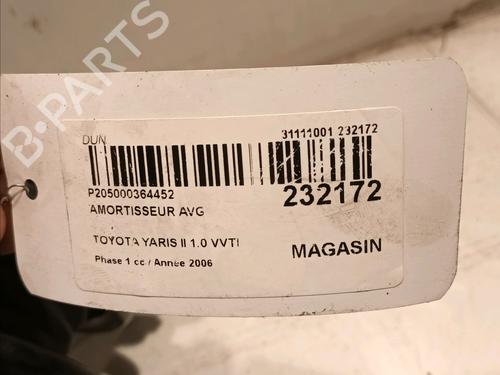 B-PARTS
DUN
31111001 232172
P205000364452
232172
AMORTISSEUR AVG
TOYOTA YARIS II 1.0 VVTI
MAGASIN
Phase 1 cc / Année 2006